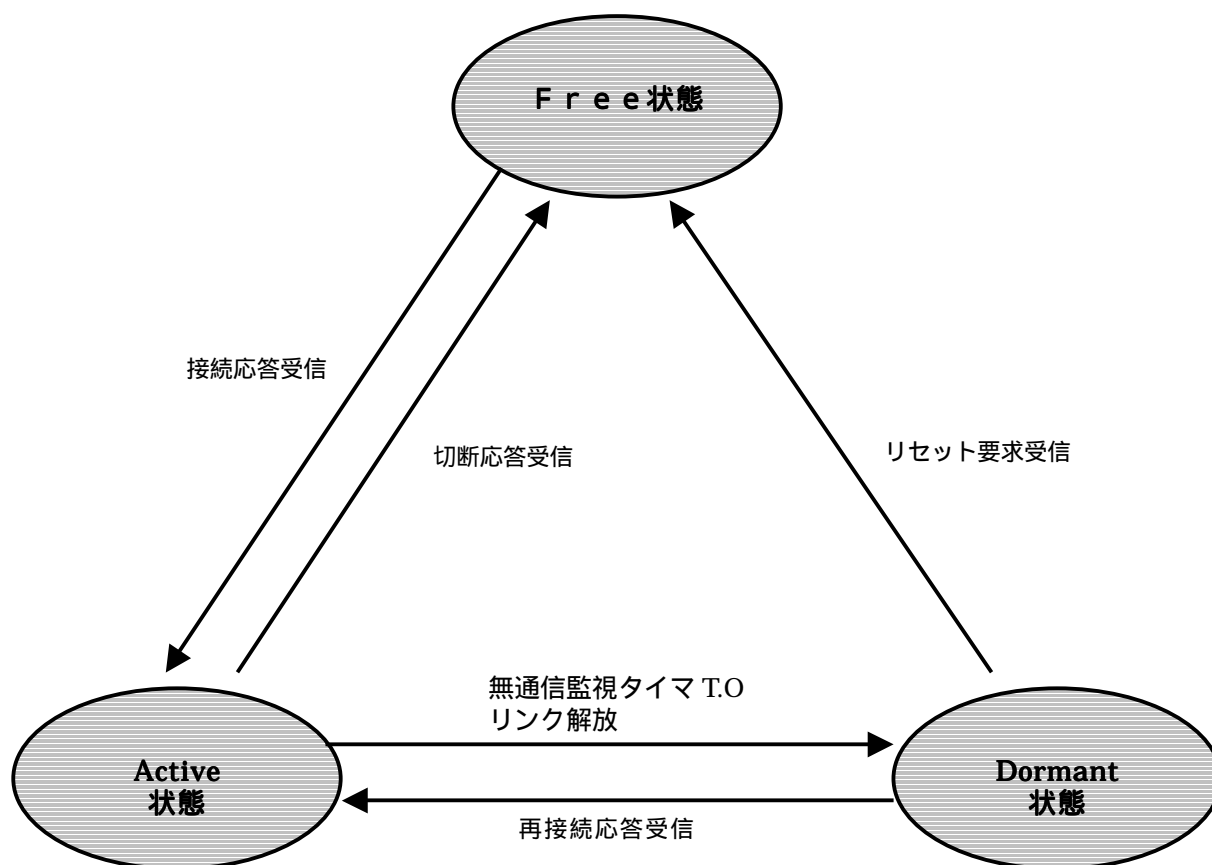 Ｆｒｅｅ状態
接続応答受信
切断応答受信
リセット要求受信
無通信監視タイマ T.O
リンク解放
Active
状態
Dormant
状態
再接続応答受信